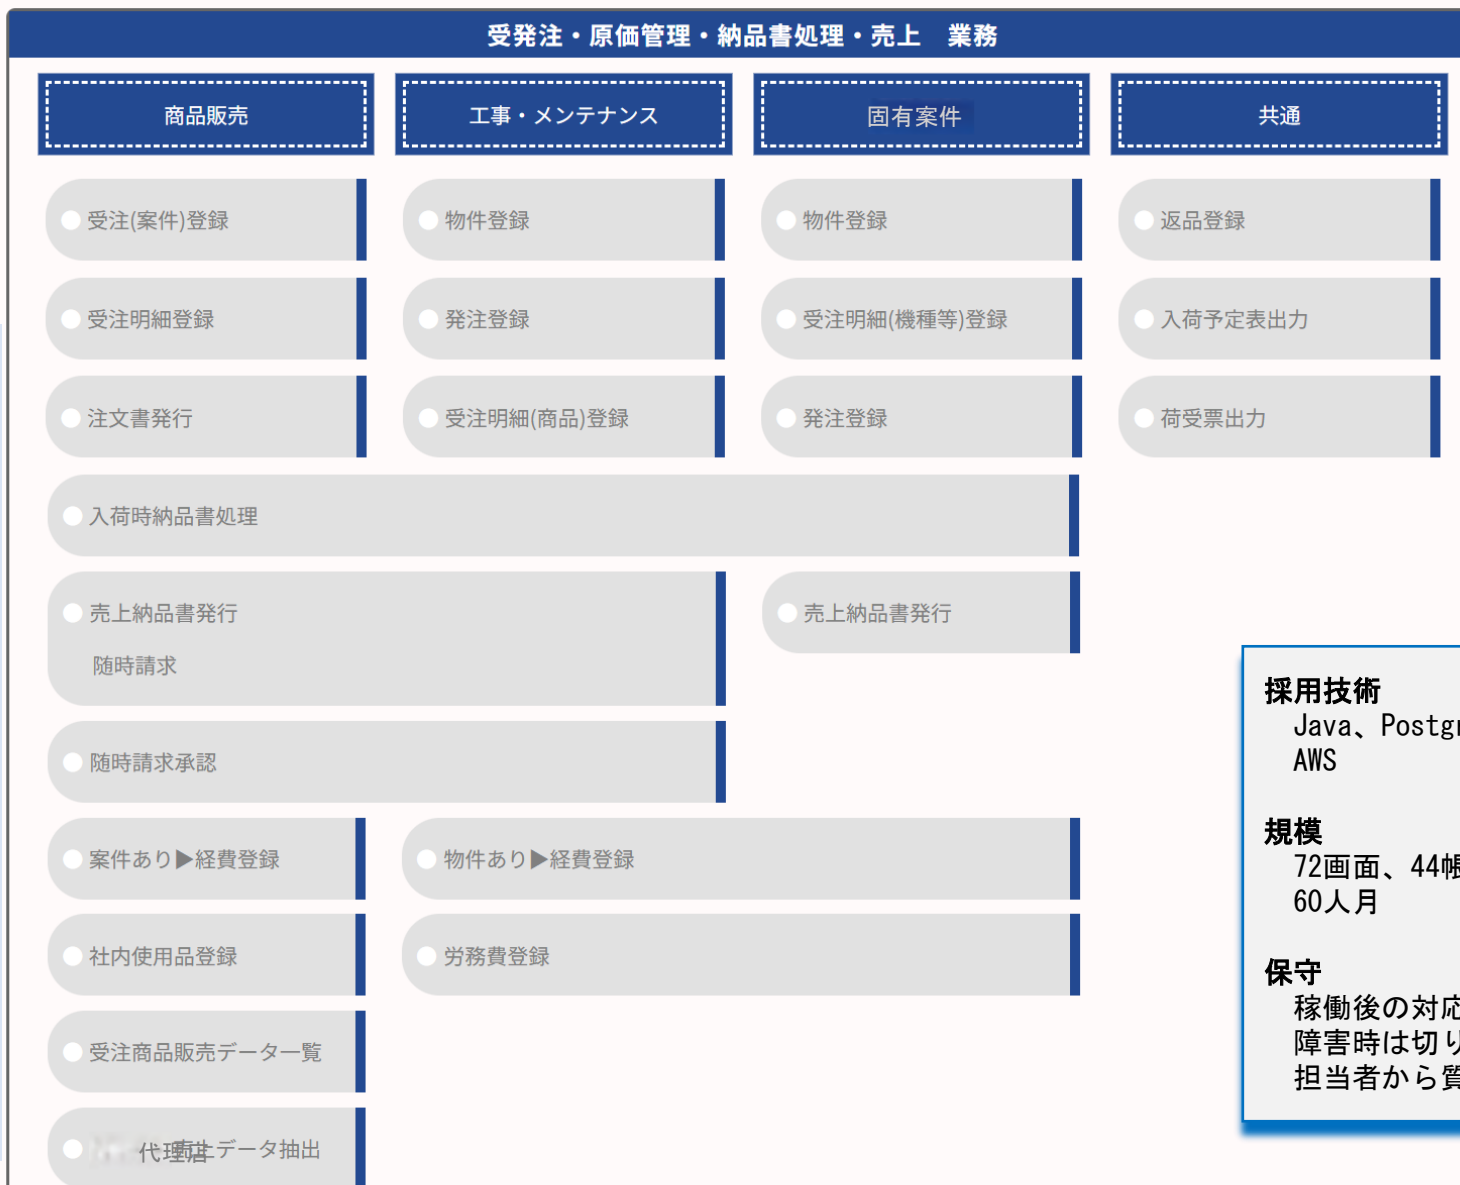 受発注・原価管理・納品書処理・売上　業務
商品販売
工事・メンテナンス
固有案件
共通
受注(案件)登録
物件登録
物件登録
返品登録
受注明細登録
発注登録
受注明細(機種等)登録
入荷予定表出力
注文書発行
受注明細(商品)登録
発注登録
荷受票出力
入荷時納品書処理
売上納品書発行
随時請求
売上納品書発行
随時請求承認
案件あり▶経費登録
物件あり▶経費登録
社内使用品登録
労務費登録
受注商品販売データ一覧
代理店売上データ抽出
採用技術
Java、Postgr
AWS
規模
72画面、44帳
60人月
保守
稼働後の対応
障害時は切り
担当者から質